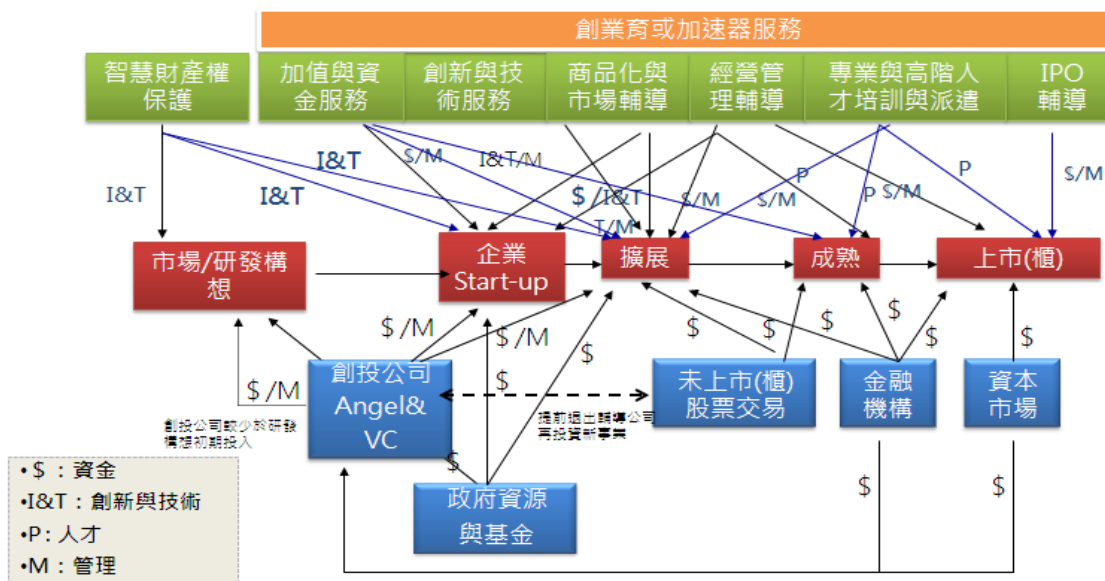 創業育或加速器服務
智慧財產權
保護
加值與資
金服務
創新與技
術服務
商品化與
市場輔導
經營管
理輔導
專業與高階人
才培訓與派遣
IPO
輔導
I&T
I&T
I&T
$/M
I&T/M
$/I&T
T/M
$/M
$/M
P
P
$/M
P
$/M
市場/研發構
想
企業
Start-up
擴展
成熟
上市(櫃)
$/M
$/M
$/M
$
$
$
$
$
$
$
創投公司
Angel&
VC
未上市(櫃)
股票交易
金融
機構
資本
市場
創投公司較少於研發
構想初期投入
提前退出輔導公司
再投資新事業
$
$
$
政府資源
與基金
•$:資金
•I&T:創新與技術
•P:人才
•M:管理